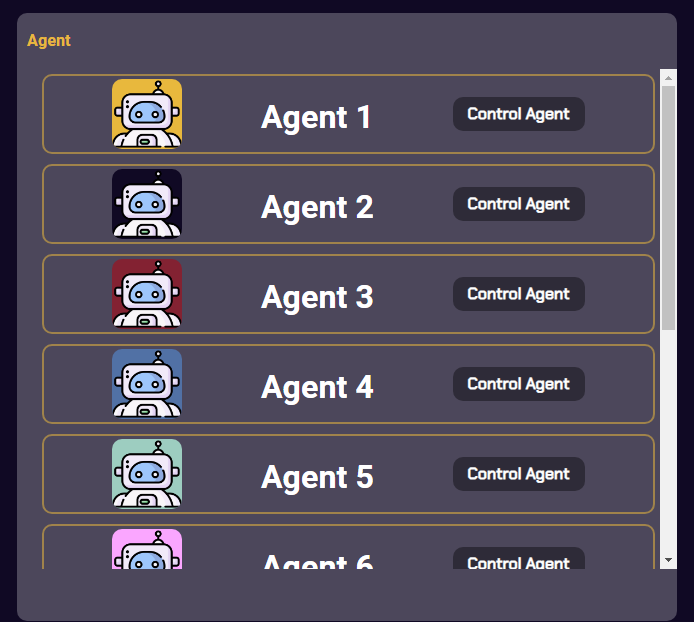 Agent
Agent 1 Control Agent
Agent 2 Control Agent
Agent 3 Control Agent
Agent 4 Control Agent
Agent 5 Control Agent
Agent 6 Control Agent